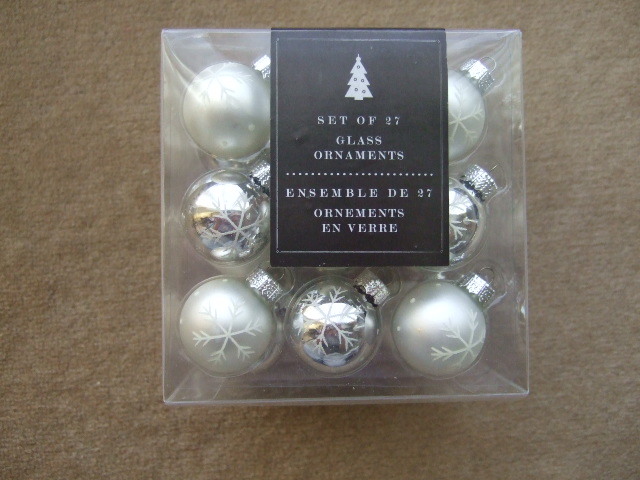 SET OF 27
GLASS
ORNAMENTS
ENSEMBLE DE 27
ORNEMENTS
EN VERRE